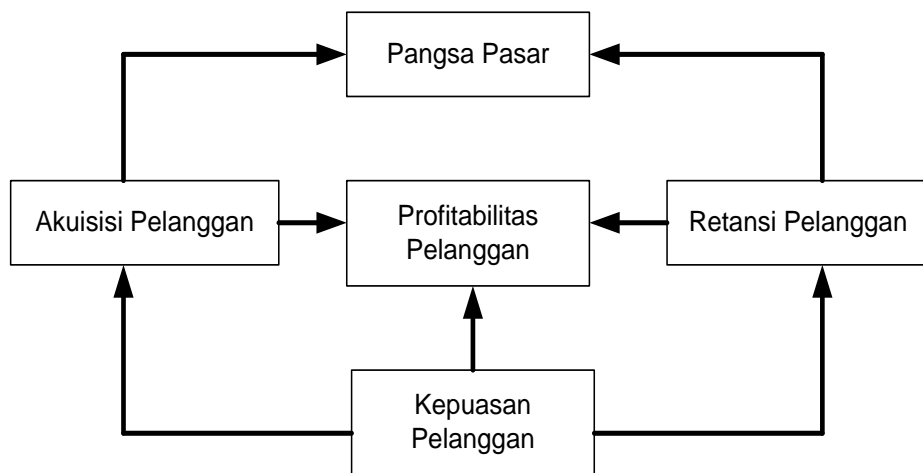 Pangsa Pasar
Akuisisi Pelanggan
Profitabilitas
Pelanggan
Retansi Pelanggan
Kepuasan
Pelanggan